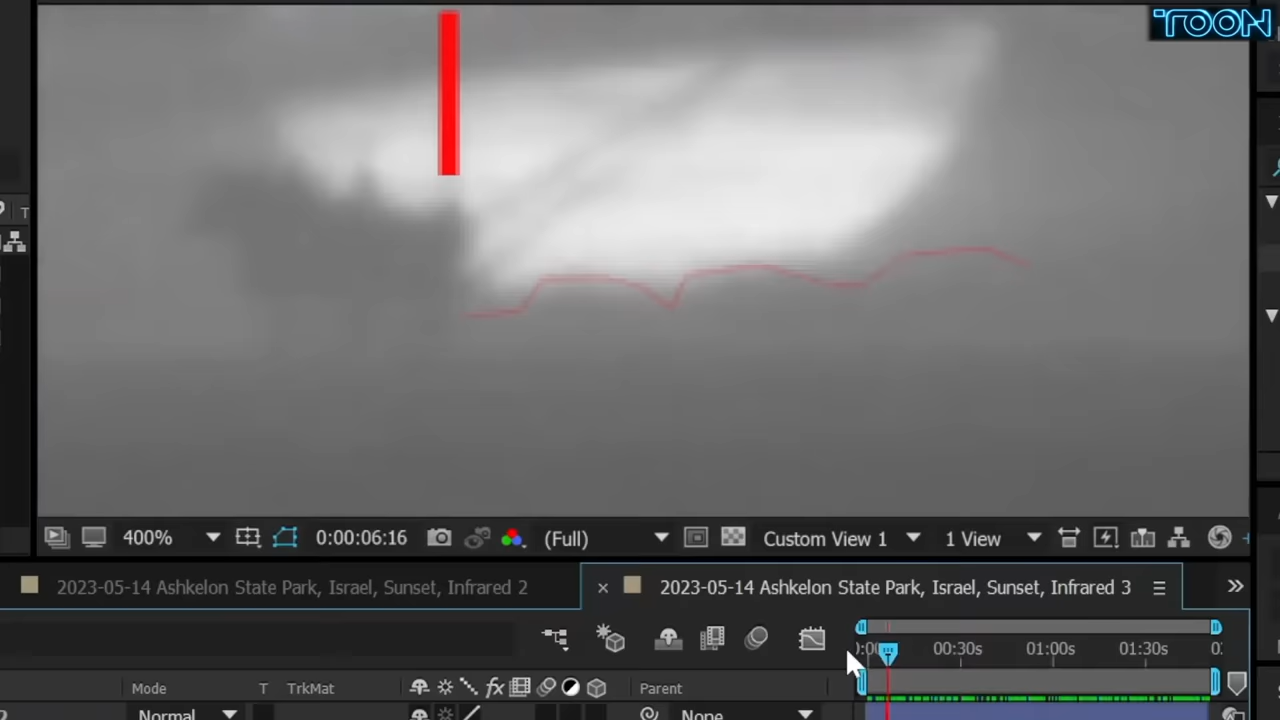 TOON
T
400%
0:00:06:16
(Full)
Custom View 1
1 View
2023-05-14 Ashkelon State Park, Israel, Sunset, Infrared 2
2023-05-14 Ashkelon State Park, Israel, Sunset, Infrared 3
00:30s
01:00s
01:30s
Mode
T
TrkMat
fx
Parent
Normal
None